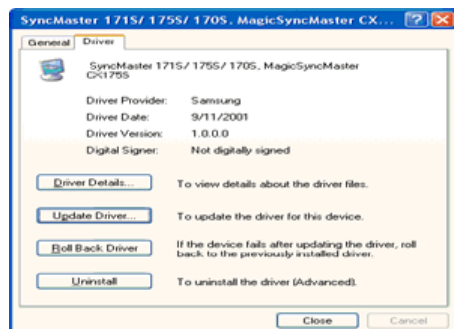 SyncMaster 171S/ 175S/ 170S, MagicSyncMaster CX...
General
Driver
SyncMaster 171S/ 175S/ 170S, MagicSyncMaster
CX175S
Driver Provider: Samsung
Driver Date: 9/11/2001
Driver Version: 1.0.0.0
Digital Signer: Not digitally signed
Driver Details... To view details about the driver files.
Update Driver... To update the driver for this device.
Roll Back Driver If the device fails after updating the driver, roll
back to the previously installed driver.
Uninstall To uninstall the driver (Advanced).
Close Cancel